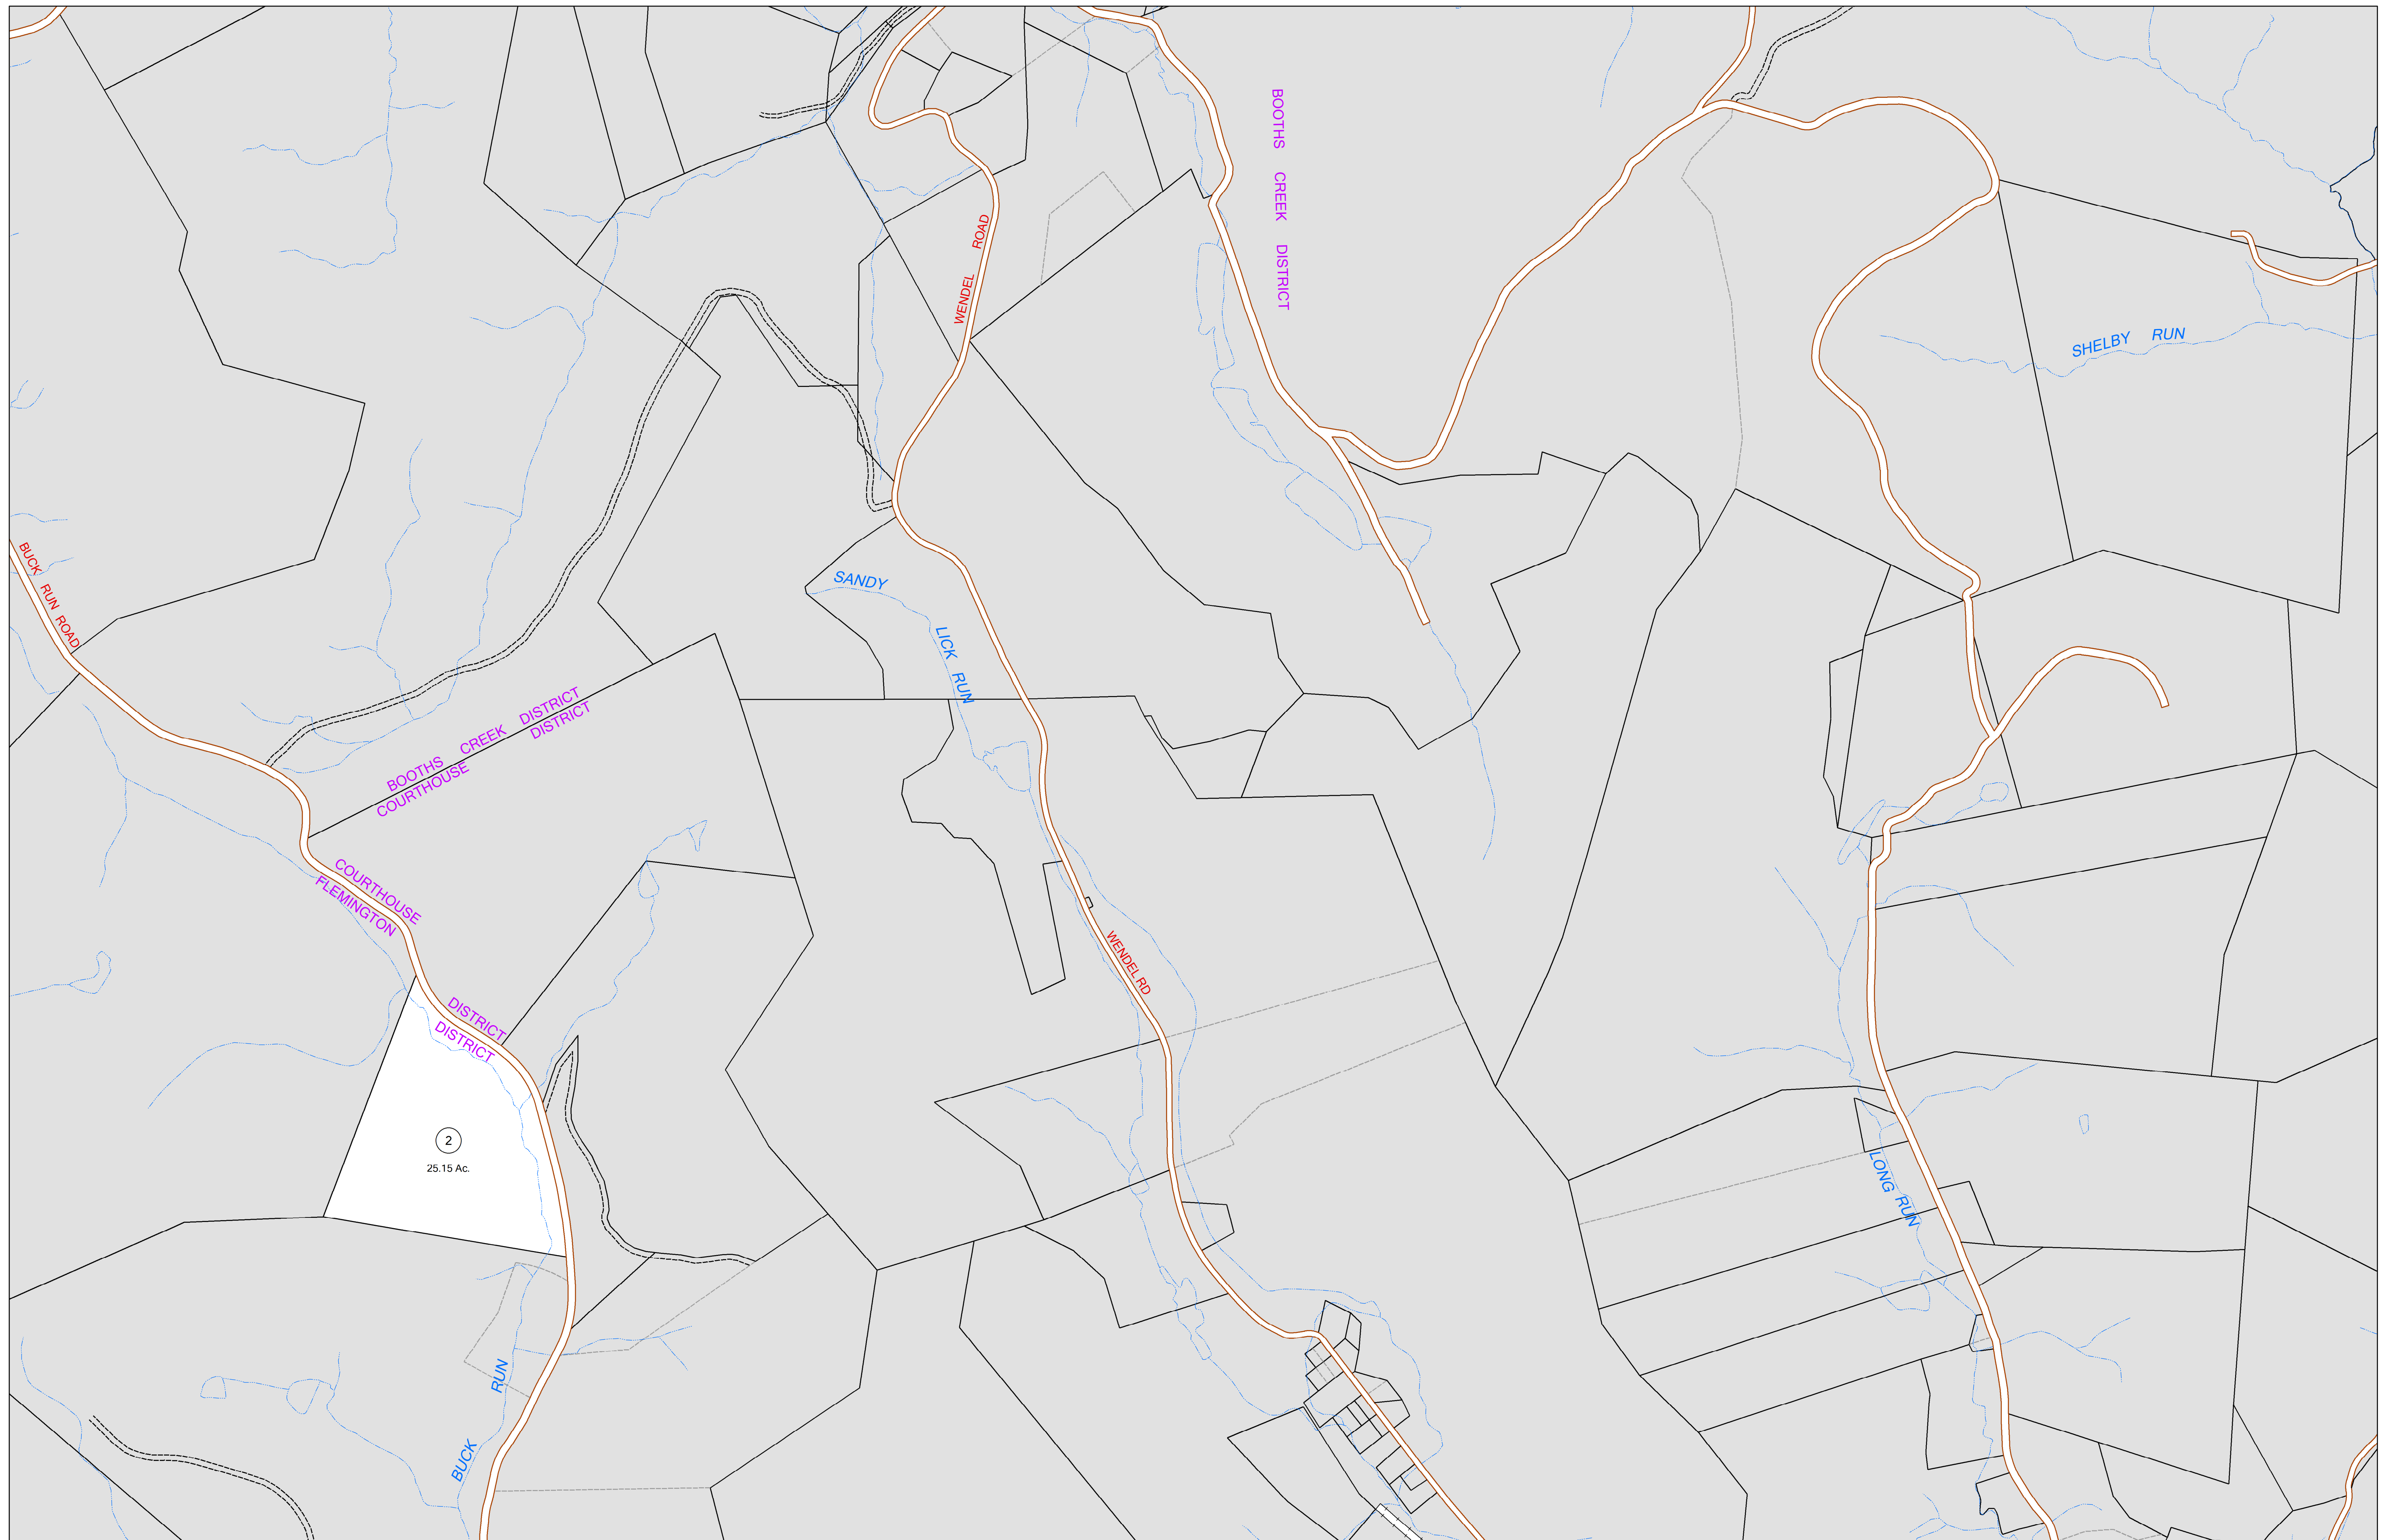 BOOTHS CREEK DISTRICT
WENDEL ROAD
SHELBY RUN
BUCK RUN ROAD
SANDY
LICK RUN
BOOTHS CREEK DISTRICT
COURTHOUSE DISTRICT
COURTHOUSE
FLEMINGTON
WENDEL RD
DISTRICT
DISTRICT
2
25.15 Ac.
LONG RUN
BUCK RUN